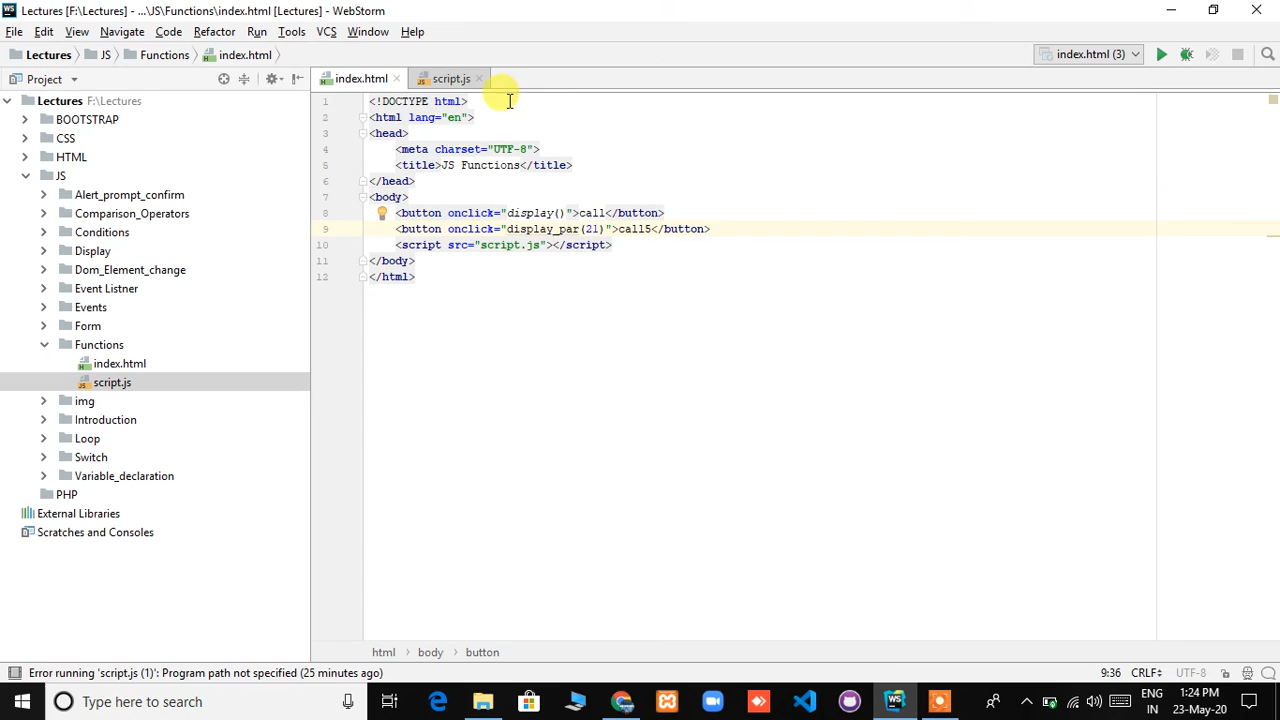 Lectures [F:\Lectures] - ...\JS\Functions\index.html [Lectures] - WebStorm
File Edit View Navigate Code Refactor Run Tools VCS Window Help
Lectures JS Functions index.html index.html (3)
Project index.html script.js
Lectures F:\Lectures
BOOTSTRAP
CSS
HTML
JS
Alert_prompt_confirm
Comparison_Operators
Conditions
Display
Dom_Element_change
Event Listner
Events
Form
Functions
index.html
script.js
img
Introduction
Loop
Switch
Variable_declaration
PHP
External Libraries
Scratches and Consoles
1 <!DOCTYPE html>
2 <html lang="en">
3 <head>
4 <meta charset="UTF-8">
5 <title>JS Functions</title>
6 </head>
7 <body>
8 <button onclick="display()">call</button>
9 <button onclick="display_par(21)">call5</button>
10 <script src="script.js"></script>
11 </body>
12 </html>
html body button
Error running 'script.js (1)': Program path not specified (25 minutes ago) 9:36 CRLF UTF-8
Type here to search
ENG
IN
1:24 PM
23-May-20